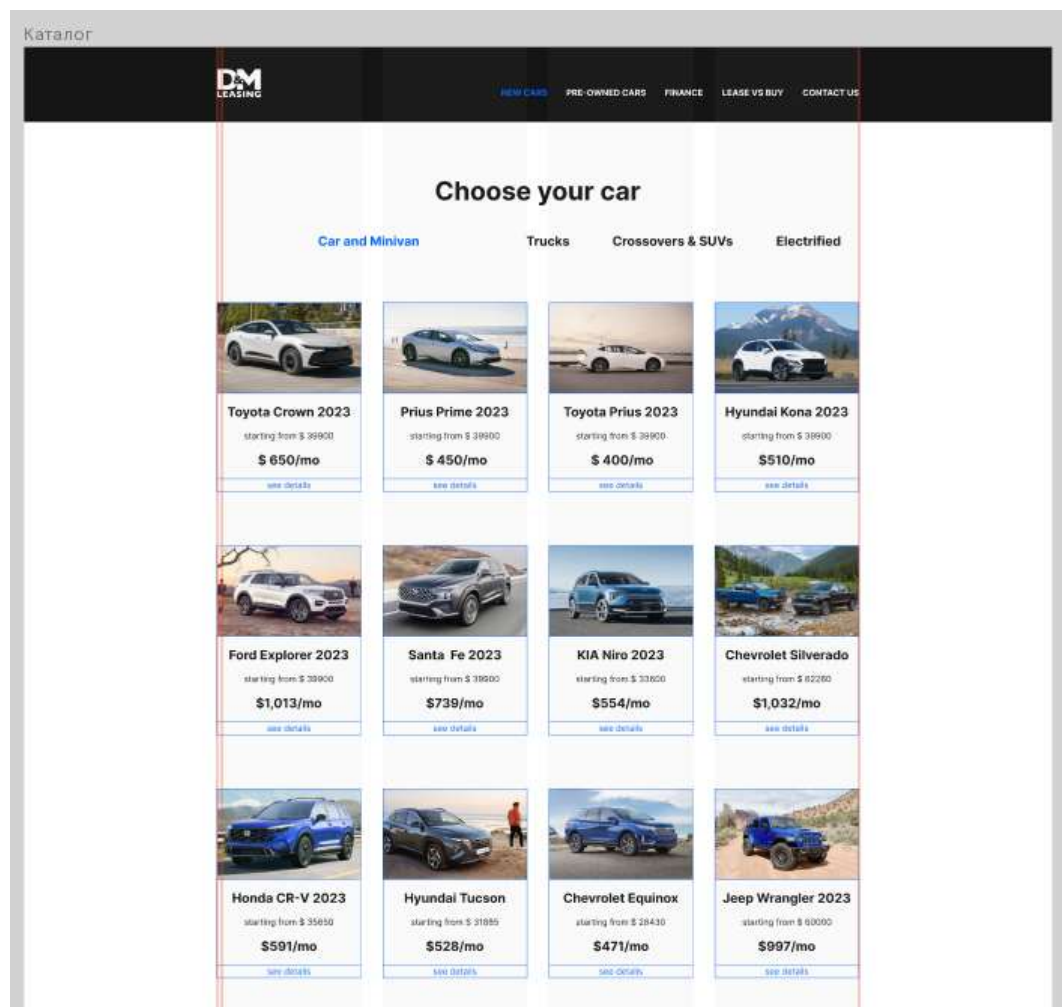 Каталог
D&M
LEASING
NEW CARS PRE-OWNED CARS FINANCE LEASE VS BUY CONTACT US
Choose your car
Car and Minivan Trucks Crossovers & SUVs Electrified
Toyota Crown 2023 Prius Prime 2023 Toyota Prius 2023 Hyundai Kona 2023
starting from $ 39900 starting from $ 39900 starting from $ 39900 starting from $ 39900
$ 650/mo $ 450/mo $ 400/mo $510/mo
see details see details see details see details
Ford Explorer 2023 Santa Fe 2023 KIA Niro 2023 Chevrolet Silverado
starting from $ 39900 starting from $ 39900 starting from $ 33600 starting from $ 62260
$1,013/mo $739/mo $554/mo $1,032/mo
see details see details see details see details
Honda CR-V 2023 Hyundai Tucson Chevrolet Equinox Jeep Wrangler 2023
starting from $ 35650 starting from $ 31885 starting from $ 28430 starting from $ 60000
$591/mo $528/mo $471/mo $997/mo
see details see details see details see details